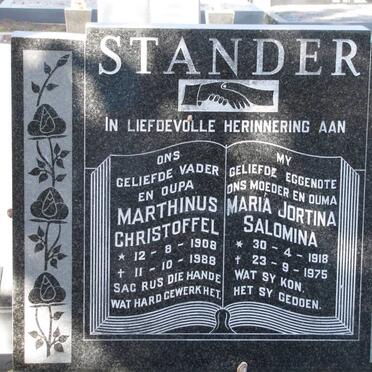 STANDER
IN LIEFDEVOLLE HERINNERING AAN
ONS
GELIEFDE VADER
EN OUPA
MARTHINUS
CHRISTOFFEL
* 12-8-1908
† 11-10-1988
SAG RUS DIE HANDE
WAT HARD GEWERK HET.
MY
GELIEFDE EGGENOTE
ONS MOEDER EN OUMA
MARIA JORTINA
SALOMINA
* 30-4-1918
† 23-9-1975
WAT SY KON,
HET SY GEDOEN.